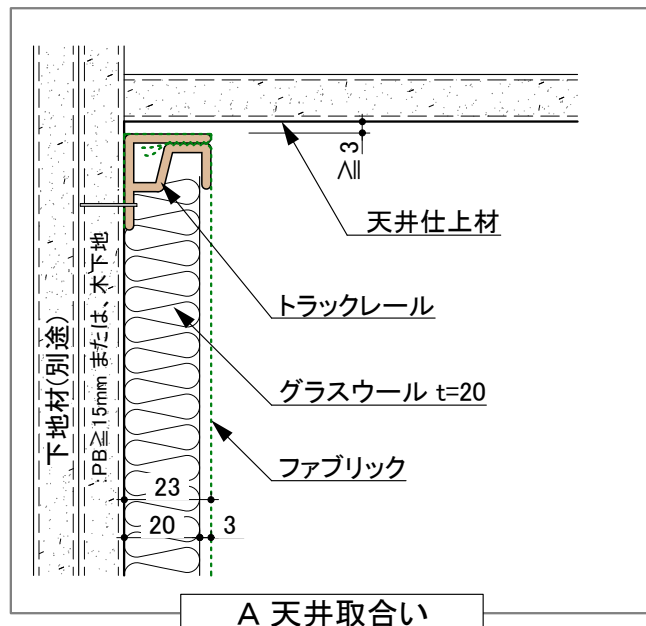 ≧3
天井仕上材
トラックレール
グラスウール t=20
ファブリック
下地材(別途)
:PB≧15mm または、木下地
23
20
3
A 天井取合い